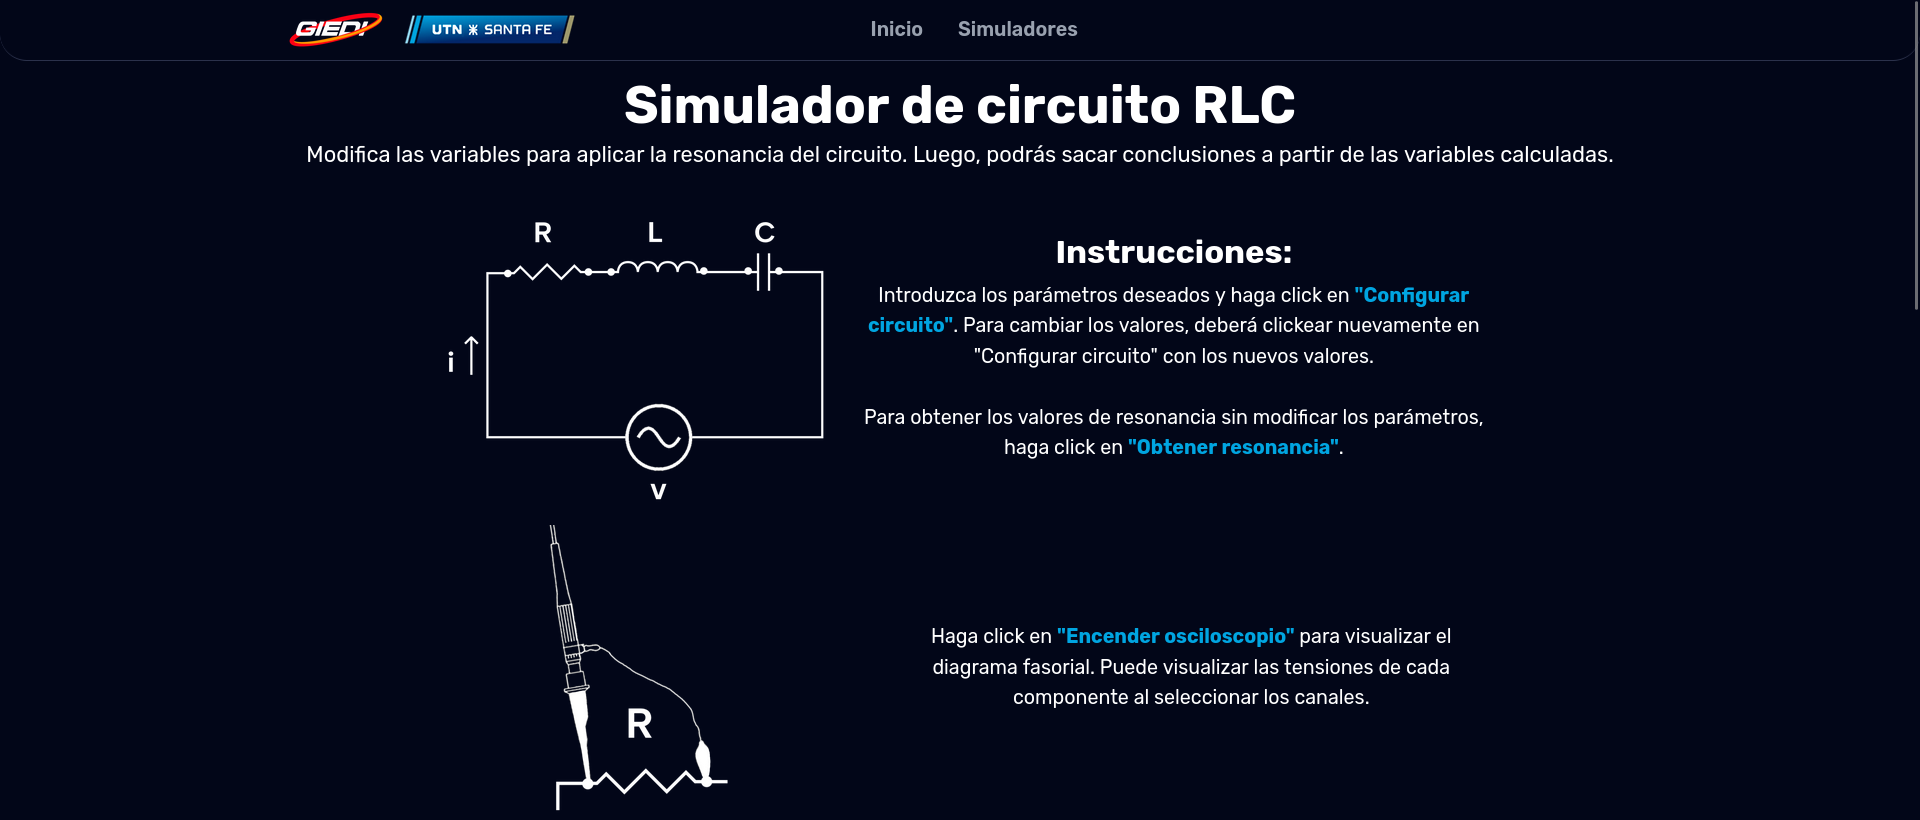 GIEDI
UTN SANTA FE
Inicio
Simuladores
Simulador de circuito RLC
Modifica las variables para aplicar la resonancia del circuito. Luego, podrás sacar conclusiones a partir de las variables calculadas.
R
L
C
i
v
Instrucciones:
Introduzca los parámetros deseados y haga click en "Configurar
circuito". Para cambiar los valores, deberá clickear nuevamente en
"Configurar circuito" con los nuevos valores.
Para obtener los valores de resonancia sin modificar los parámetros,
haga click en "Obtener resonancia".
R
Haga click en "Encender osciloscopio" para visualizar el
diagrama fasorial. Puede visualizar las tensiones de cada
componente al seleccionar los canales.